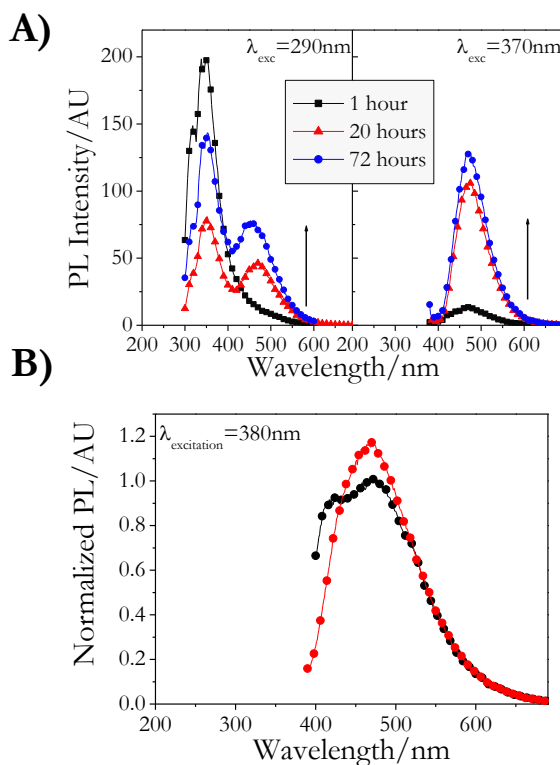 A)
λexc=290nm
λexc=370nm
PL Intensity/AU
200
150
100
50
0
1 hour
20 hours
72 hours
200 300 400 500 600 200 300 400 500 600
Wavelength/nm
Wavelength/nm
B)
λexcitation=380nm
Normalized PL/AU
1.2
1.0
0.8
0.6
0.4
0.2
0.0
200 300 400 500 600
Wavelength/nm